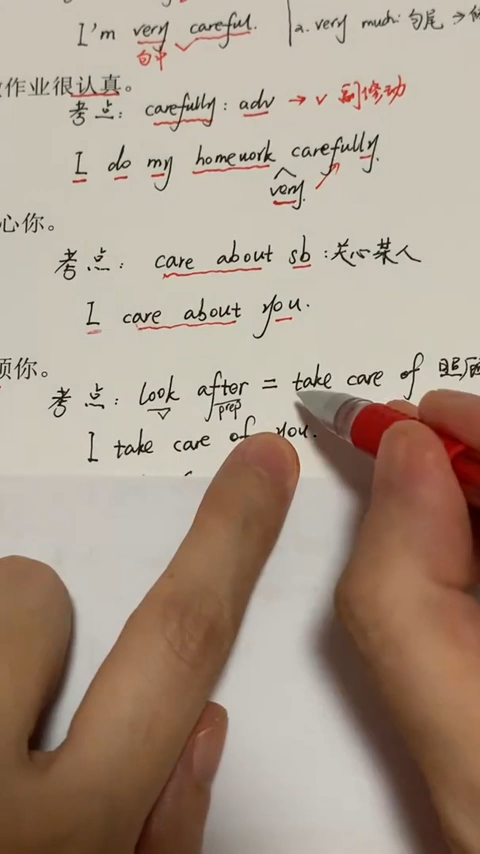 I'm very careful.
2. very much: 句尾 →
句中
作业很认真。
考点: carefully: adv → v 副修动
I do my homework carefully.
very
心你。
考点: care about sb: 关心某人
I care about you.
顾你。
考点: look after = take care of 照顾
prep
I take care of you.